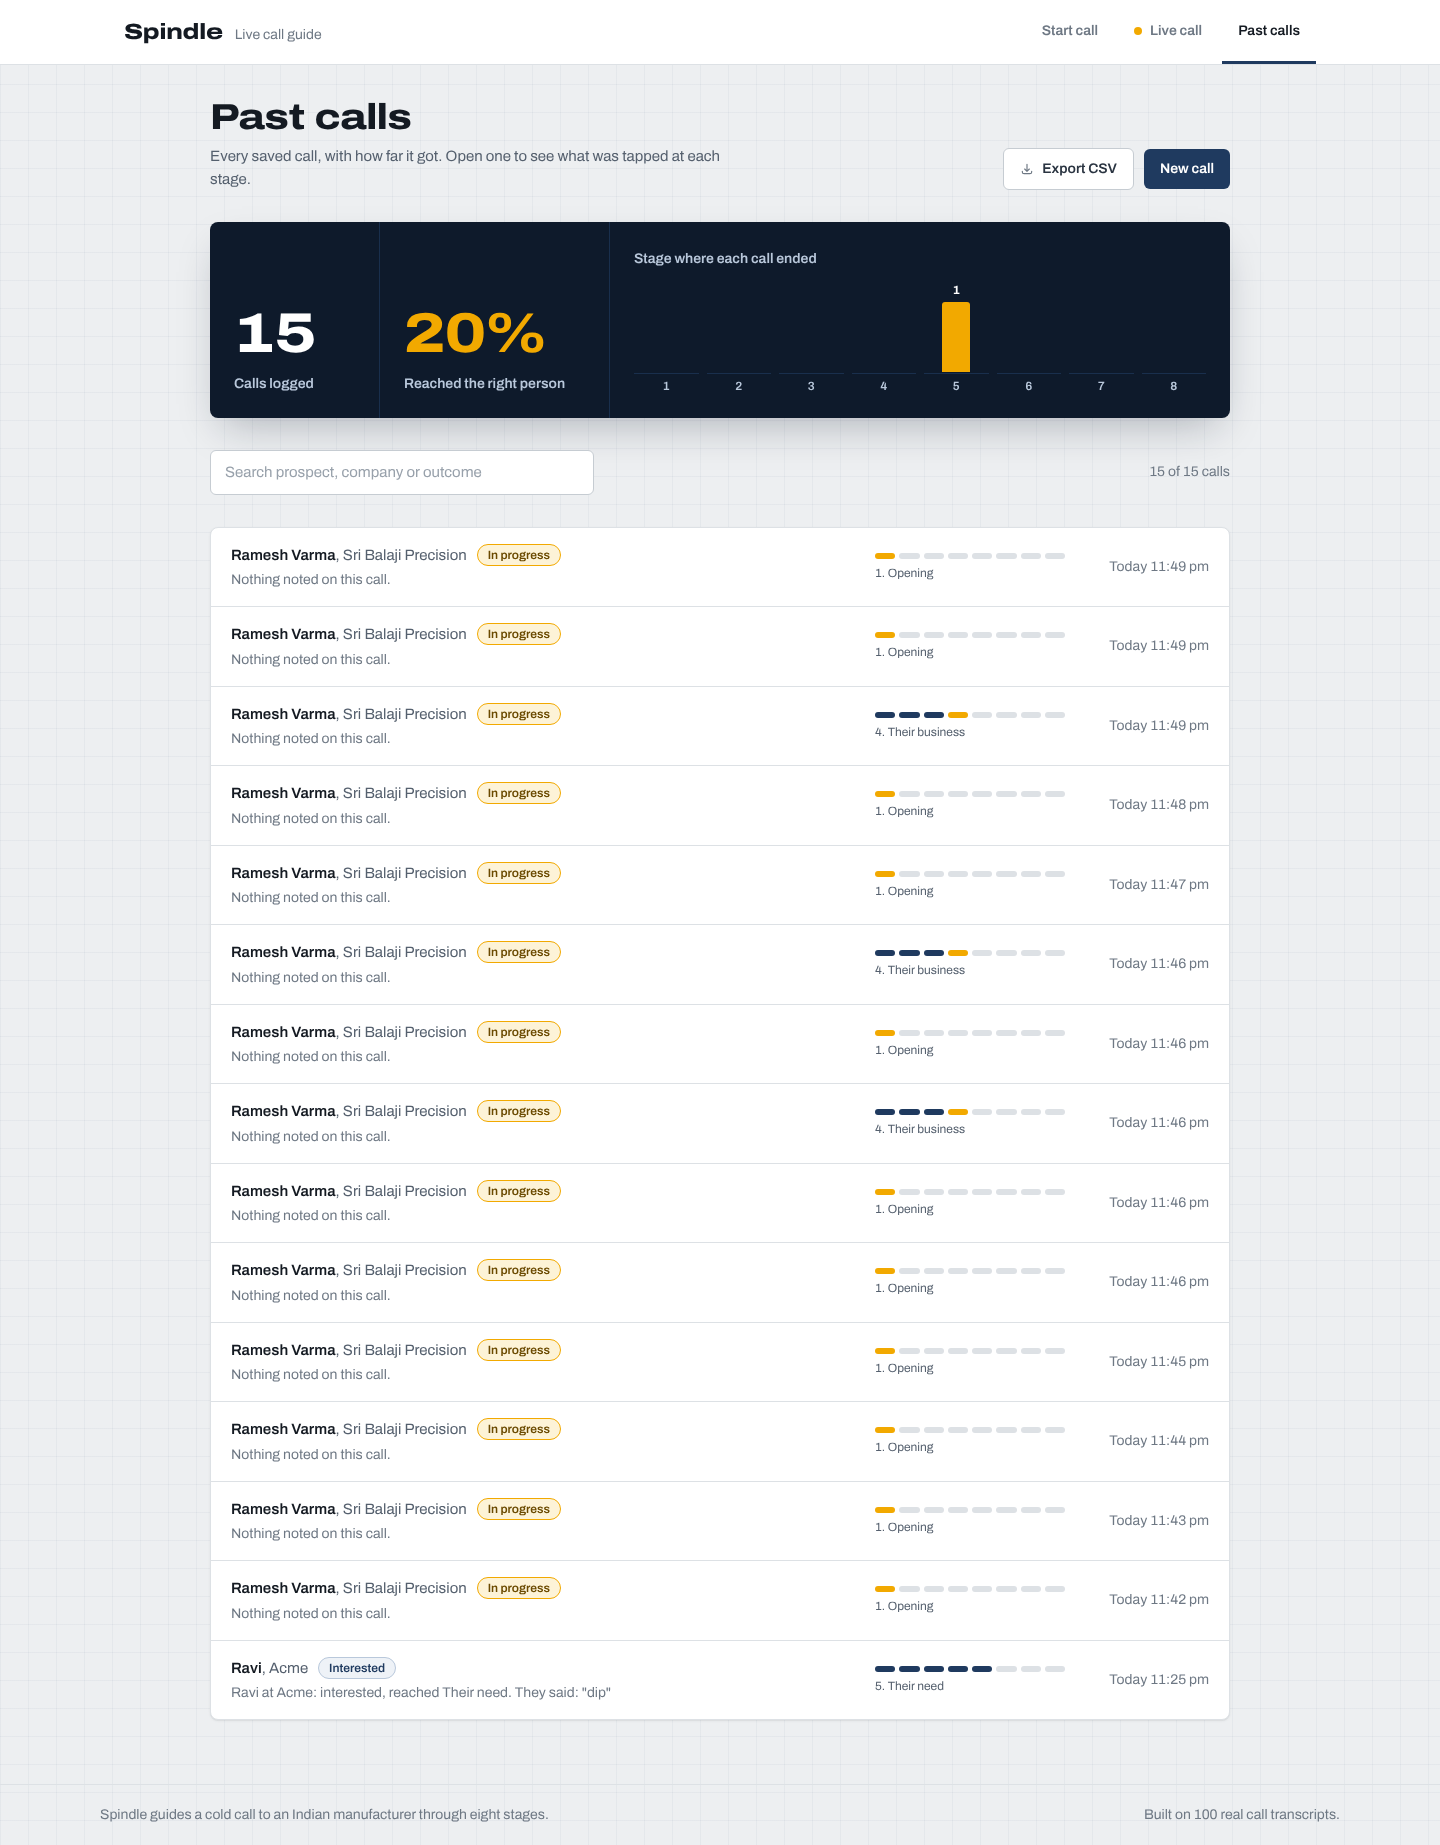 Spindle Live call guide
Start call Live call Past calls
Past calls
Every saved call, with how far it got. Open one to see what was tapped at each
stage.
Export CSV New call
15
Calls logged
20%
Reached the right person
Stage where each call ended
1
1 2 3 4 5 6 7 8
Search prospect, company or outcome
15 of 15 calls
Ramesh Varma, Sri Balaji Precision In progress
Nothing noted on this call.
1. Opening
Today 11:49 pm
Ramesh Varma, Sri Balaji Precision In progress
Nothing noted on this call.
1. Opening
Today 11:49 pm
Ramesh Varma, Sri Balaji Precision In progress
Nothing noted on this call.
4. Their business
Today 11:49 pm
Ramesh Varma, Sri Balaji Precision In progress
Nothing noted on this call.
1. Opening
Today 11:48 pm
Ramesh Varma, Sri Balaji Precision In progress
Nothing noted on this call.
1. Opening
Today 11:47 pm
Ramesh Varma, Sri Balaji Precision In progress
Nothing noted on this call.
4. Their business
Today 11:46 pm
Ramesh Varma, Sri Balaji Precision In progress
Nothing noted on this call.
1. Opening
Today 11:46 pm
Ramesh Varma, Sri Balaji Precision In progress
Nothing noted on this call.
4. Their business
Today 11:46 pm
Ramesh Varma, Sri Balaji Precision In progress
Nothing noted on this call.
1. Opening
Today 11:46 pm
Ramesh Varma, Sri Balaji Precision In progress
Nothing noted on this call.
1. Opening
Today 11:46 pm
Ramesh Varma, Sri Balaji Precision In progress
Nothing noted on this call.
1. Opening
Today 11:45 pm
Ramesh Varma, Sri Balaji Precision In progress
Nothing noted on this call.
1. Opening
Today 11:44 pm
Ramesh Varma, Sri Balaji Precision In progress
Nothing noted on this call.
1. Opening
Today 11:43 pm
Ramesh Varma, Sri Balaji Precision In progress
Nothing noted on this call.
1. Opening
Today 11:42 pm
Ravi, Acme Interested
Ravi at Acme: interested, reached Their need. They said: "dip"
5. Their need
Today 11:25 pm
Spindle guides a cold call to an Indian manufacturer through eight stages.
Built on 100 real call transcripts.